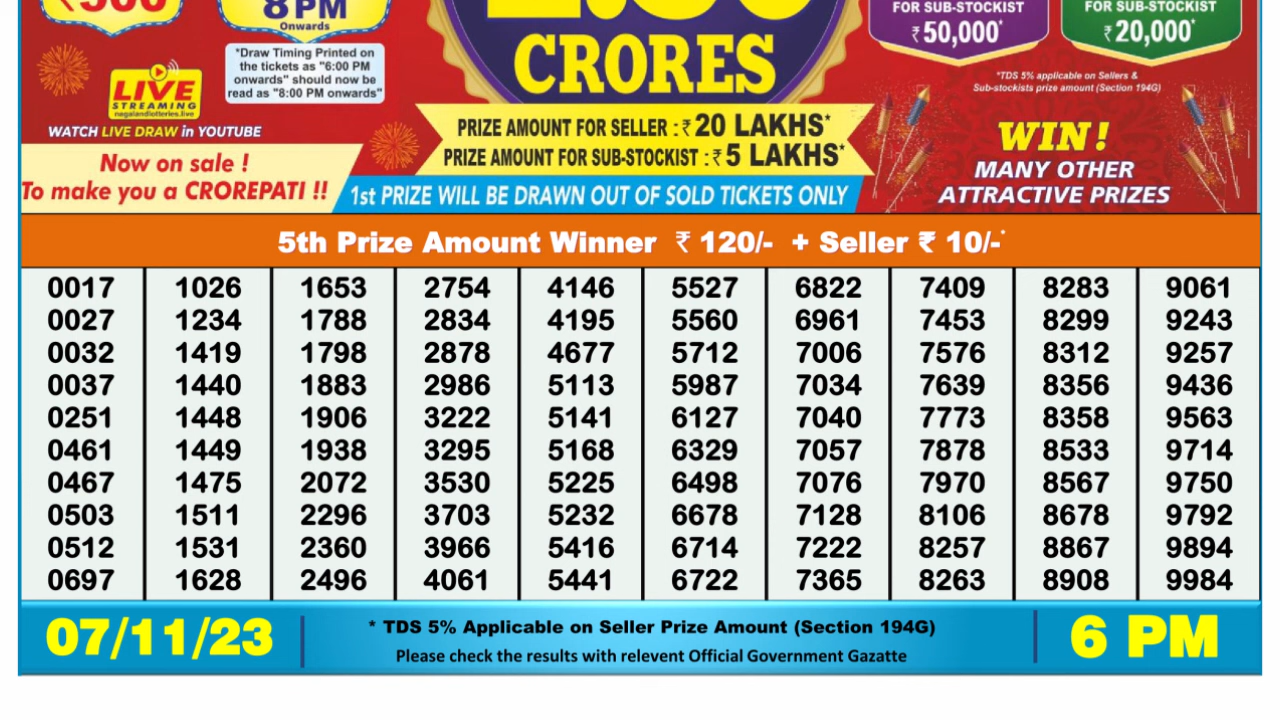 8 PM
Onwards
*Draw Timing Printed on
the tickets as "6:00 PM
onwards" should now be
read as "8:00 PM onwards"
LIVE
STREAMING
nagalandlotteries.live
WATCH LIVE DRAW in YOUTUBE
Now on sale !
To make you a CROREPATI !!
CRORES
PRIZE AMOUNT FOR SELLER : ₹ 20 LAKHS*
PRIZE AMOUNT FOR SUB-STOCKIST : ₹ 5 LAKHS*
1st PRIZE WILL BE DRAWN OUT OF SOLD TICKETS ONLY
FOR SUB-STOCKIST
₹ 50,000*
FOR SUB-STOCKIST
₹ 20,000*
*TDS 5% applicable on Sellers &
Sub-stockists prize amount (Section 194G)
WIN !
MANY OTHER
ATTRACTIVE PRIZES
5th Prize Amount Winner ₹ 120/- + Seller ₹ 10/-*
0017 1026 1653 2754 4146 5527 6822 7409 8283 9061
0027 1234 1788 2834 4195 5560 6961 7453 8299 9243
0032 1419 1798 2878 4677 5712 7006 7576 8312 9257
0037 1440 1883 2986 5113 5987 7034 7639 8356 9436
0251 1448 1906 3222 5141 6127 7040 7773 8358 9563
0461 1449 1938 3295 5168 6329 7057 7878 8533 9714
0467 1475 2072 3530 5225 6498 7076 7970 8567 9750
0503 1511 2296 3703 5232 6678 7128 8106 8678 9792
0512 1531 2360 3966 5416 6714 7222 8257 8867 9894
0697 1628 2496 4061 5441 6722 7365 8263 8908 9984
07/11/23
* TDS 5% Applicable on Seller Prize Amount (Section 194G)
Please check the results with relevent Official Government Gazatte
6 PM